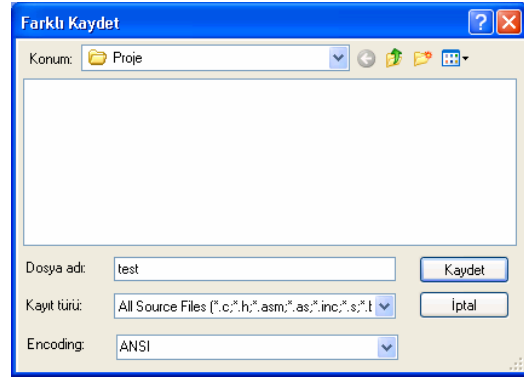 Farklı Kaydet
Konum: Proje
Dosya adı: test Kaydet
Kayıt türü: All Source Files (*.c;*.h;*.asm;*.as;*.inc;*.s;*.t İptal
Encoding: ANSI